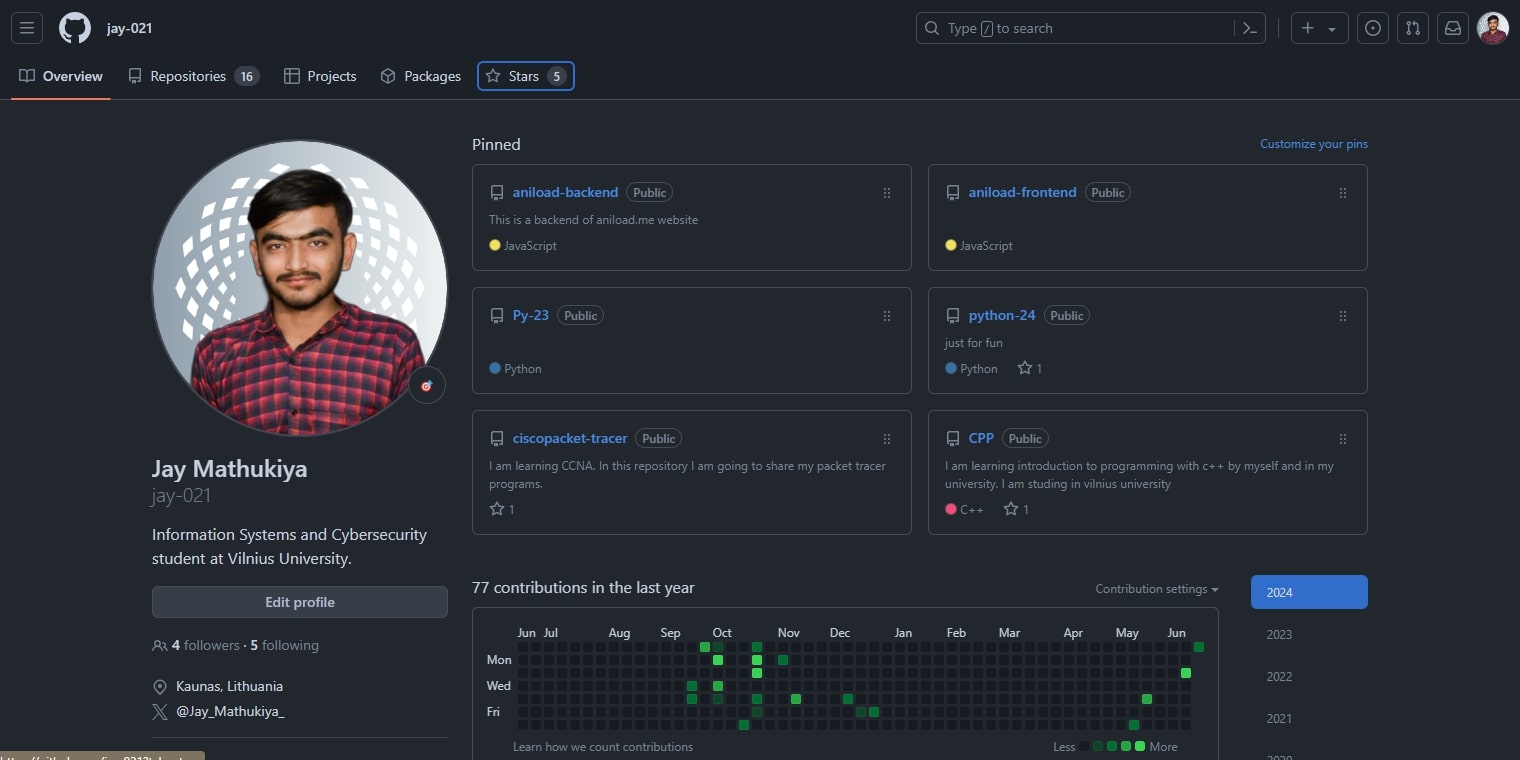 jay-021
Type / to search
Overview
Repositories 16
Projects
Packages
Stars 5
Pinned
Customize your pins
aniload-backend Public
This is a backend of aniload.me website
JavaScript
aniload-frontend Public
JavaScript
Py-23 Public
Python
python-24 Public
just for fun
Python 1
ciscopacket-tracer Public
I am learning CCNA. In this repository I am going to share my packet tracer
programs.
1
CPP Public
I am learning introduction to programming with c++ by myself and in my
university. I am studing in vilnius university
C++ 1
Jay Mathukiya
jay-021
Information Systems and Cybersecurity
student at Vilnius University.
Edit profile
4 followers · 5 following
Kaunas, Lithuania
@Jay_Mathukiya_
77 contributions in the last year
Contribution settings
Jun Jul Aug Sep Oct Nov Dec Jan Feb Mar Apr May Jun
Mon
Wed
Fri
Learn how we count contributions
Less More
2024
2023
2022
2021